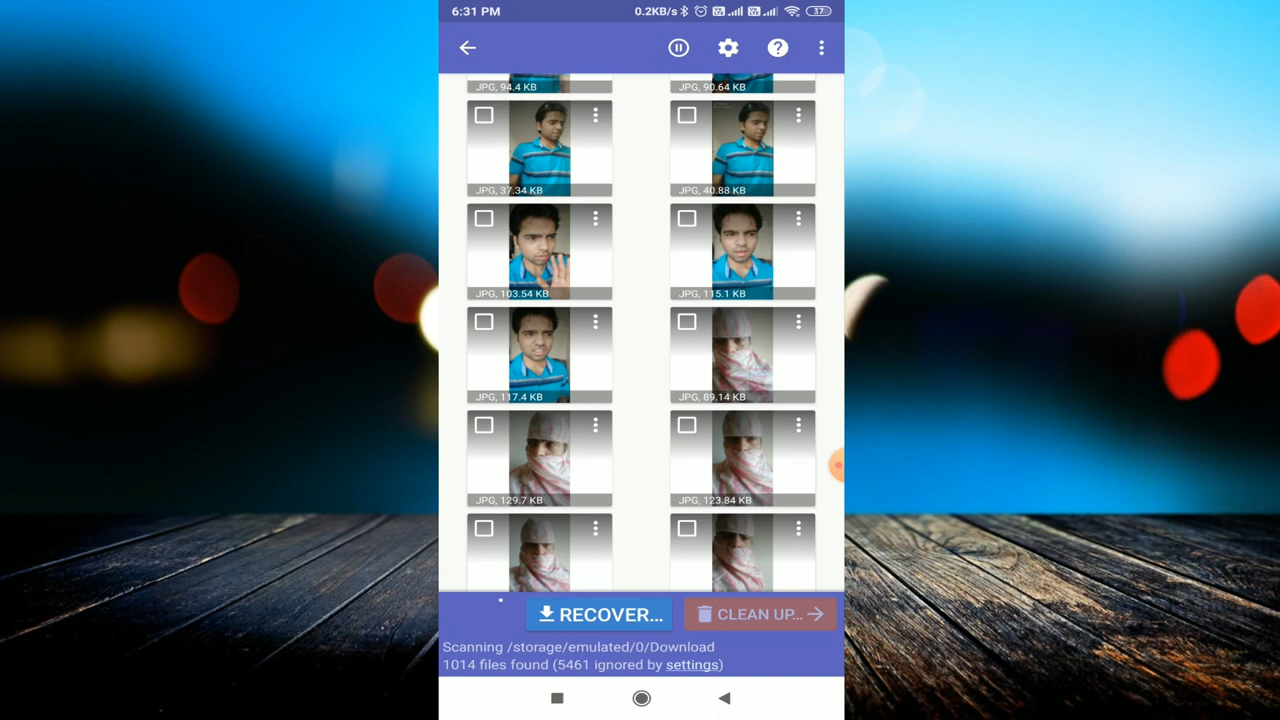 6:31 PM 0.2KB/s 37
JPG, 94.4 KB JPG, 90.64 KB
JPG, 37.34 KB JPG, 40.88 KB
JPG, 103.54 KB JPG, 115.1 KB
JPG, 117.4 KB JPG, 89.14 KB
JPG, 129.7 KB JPG, 123.84 KB
RECOVER... CLEAN UP...
Scanning /storage/emulated/0/Download
1014 files found (5461 ignored by settings)